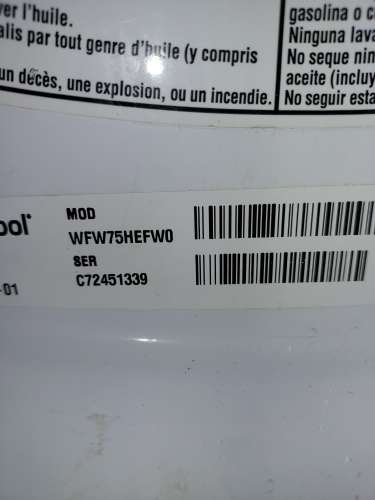 ver l'huile.
alis par tout genre d'huile (y compris
un décès, une explosion, ou un incendie.
gasolina o c
Ninguna lava
No seque nin
aceite (incluy
No seguir esta
ool®
MOD
WFW75HEFW0
SER
C72451339
-01